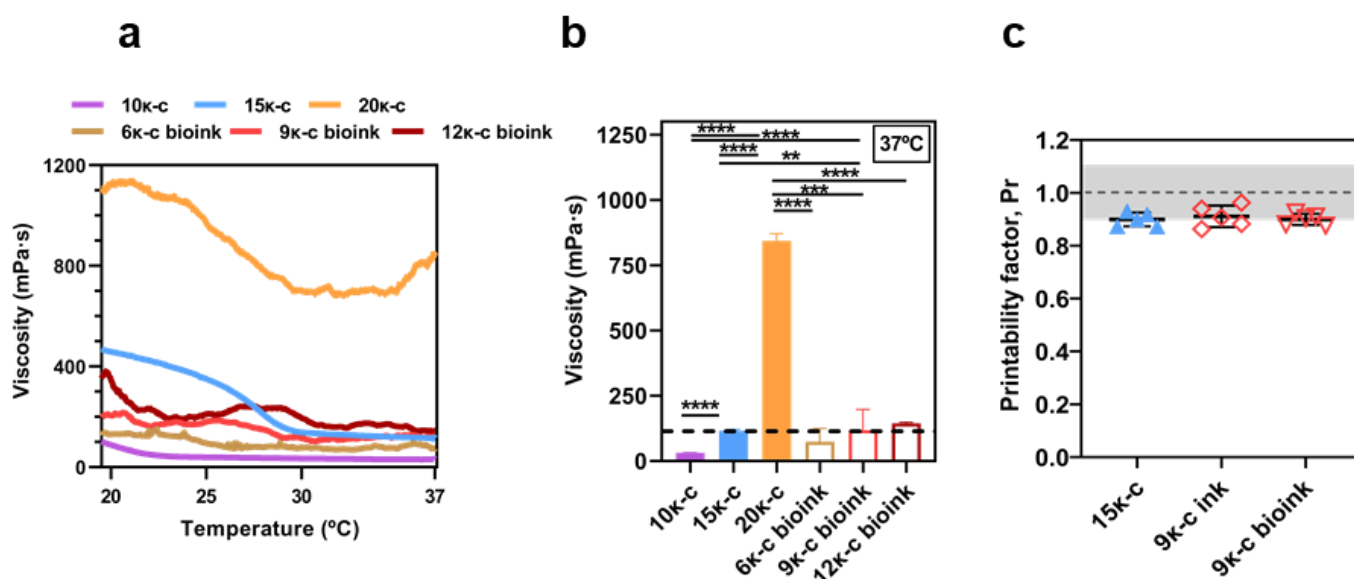 a
b
c
10κ-c 15κ-c 20κ-c
6κ-c bioink 9κ-c bioink 12κ-c bioink
Viscosity (mPa·s)
1200
800
400
0
20 25 30 37
Temperature (ºC)
Viscosity (mPa·s)
1250
1000
750
500
250
0
37ºC
**** ****
****
**
****
***
****
****
10κ-c
15κ-c
20κ-c
6κ-c bioink
9κ-c bioink
12κ-c bioink
Printability factor, Pr
1.2
1.0
0.8
0.6
0.4
0.2
0.0
15κ-c
9κ-c ink
9κ-c bioink